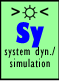 >☼<
Sy
system dyn./
simulation